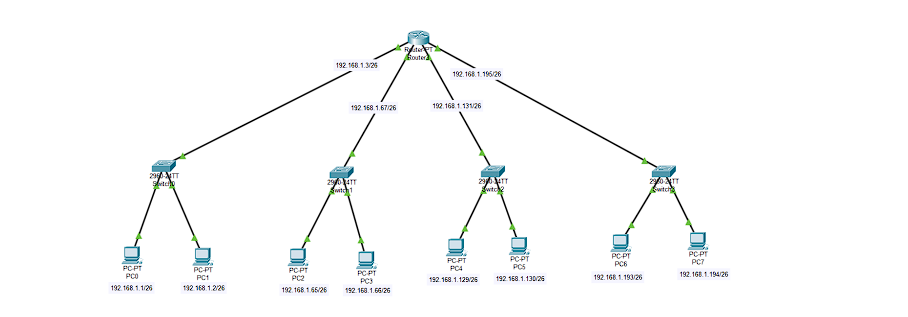 Router-PT
Router2
192.168.1.3/26
192.168.1.195/26
192.168.1.67/26
192.168.1.131/26
2960-24TT
Switch0
2960-24TT
Switch1
2960-24TT
Switch2
2960-24TT
Switch3
PC-PT
PC0
PC-PT
PC1
PC-PT
PC2
PC-PT
PC3
PC-PT
PC4
PC-PT
PC5
PC-PT
PC6
PC-PT
PC7
192.168.1.1/26
192.168.1.2/26
192.168.1.65/26
192.168.1.66/26
192.168.1.129/26
192.168.1.130/26
192.168.1.193/26
192.168.1.194/26